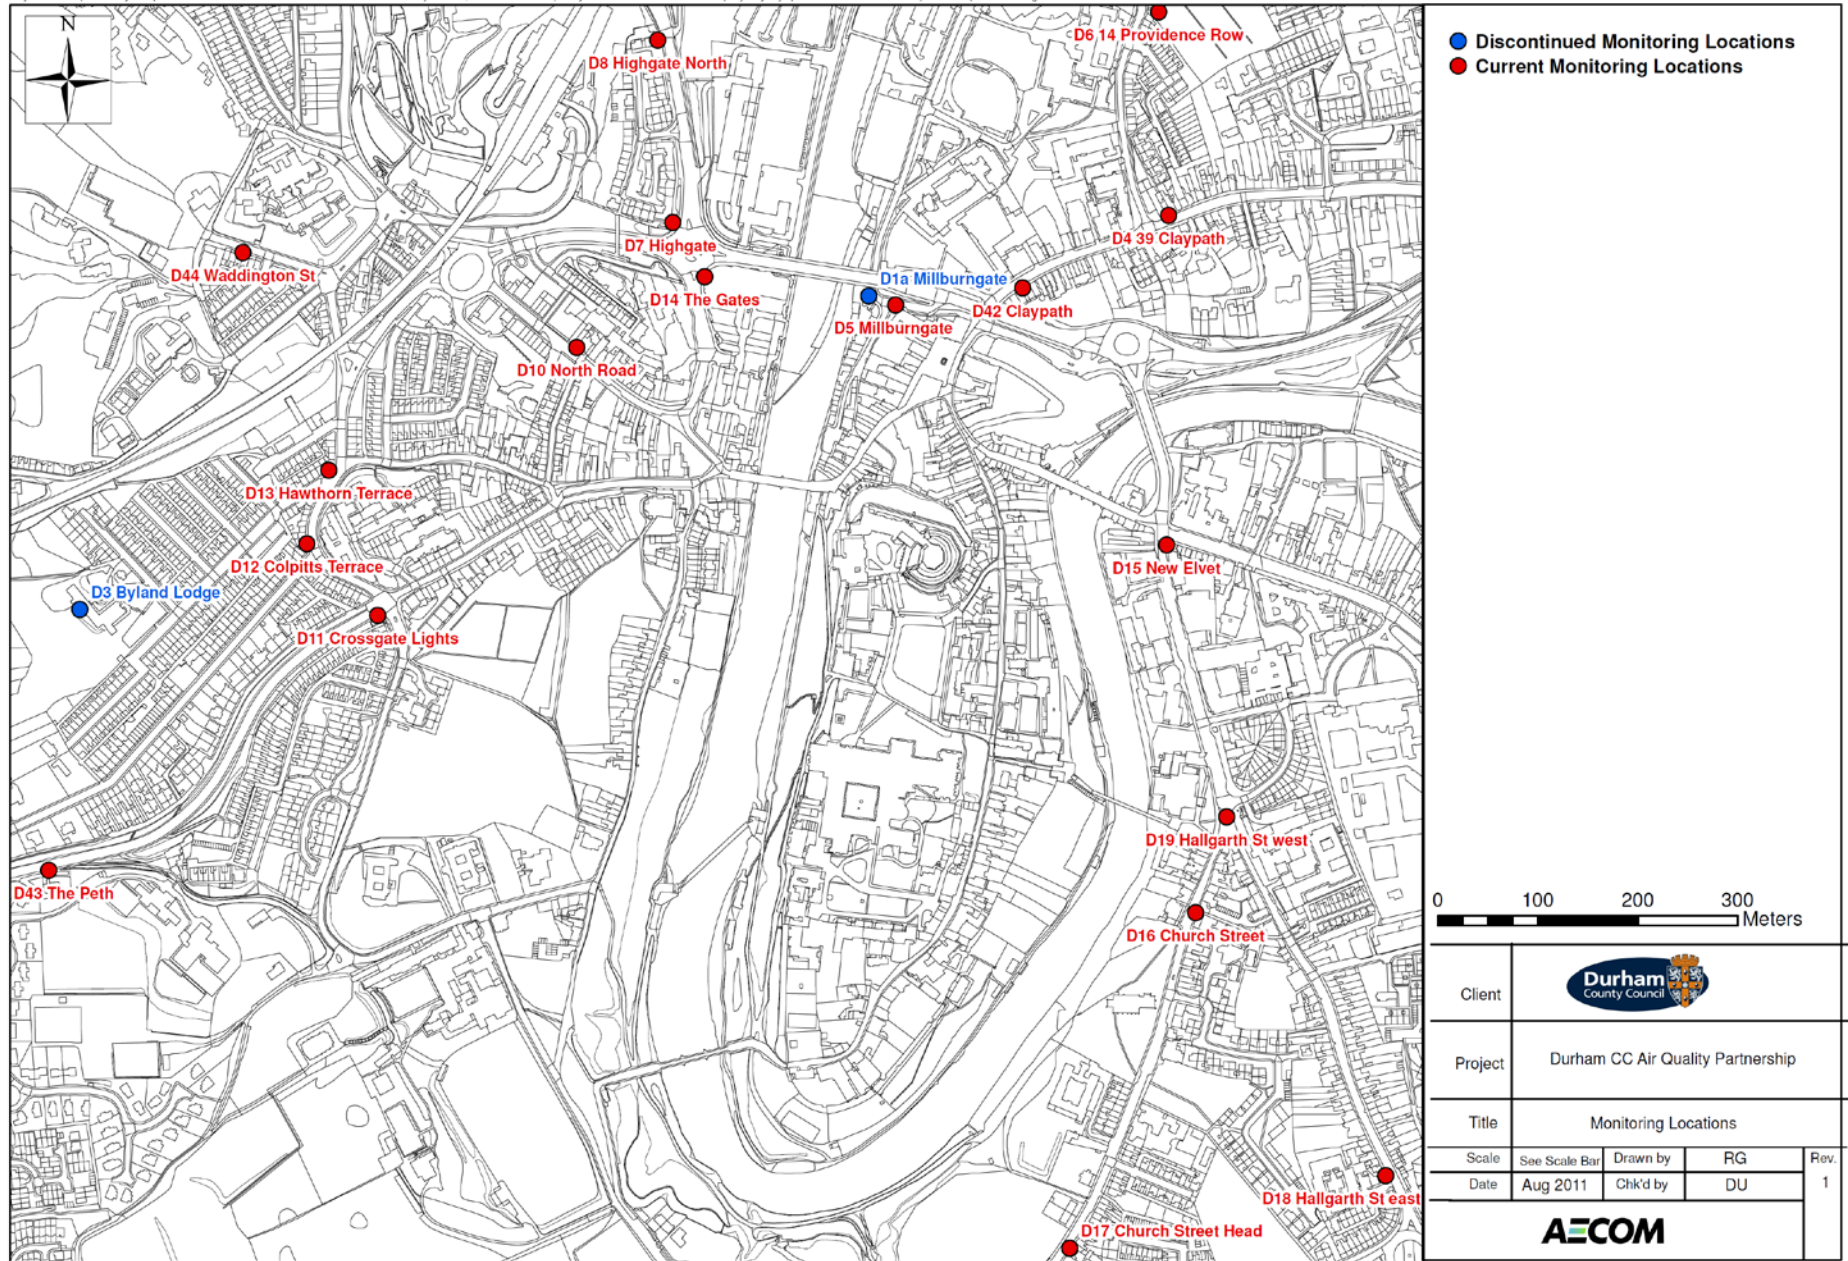 N
D6 14 Providence Row
D8 Highgate North
D7 Highgate
D4 39 Claypath
D44 Waddington St
D14 The Gates
D1a Millburngate
D42 Claypath
D5 Millburngate
D10 North Road
D13 Hawthorn Terrace
D12 Colpitts Terrace
D15 New Elvet
D3 Byland Lodge
D11 Crossgate Lights
D19 Hallgarth St west
D43 The Peth
D16 Church Street
D18 Hallgarth St east
D17 Church Street Head
Discontinued Monitoring Locations
Current Monitoring Locations
0 100 200 300
Meters
Client
Durham
County Council
Project
Durham CC Air Quality Partnership
Title
Monitoring Locations
Scale See Scale Bar Drawn by RG Rev.
Date Aug 2011 Chk'd by DU 1
AECOM